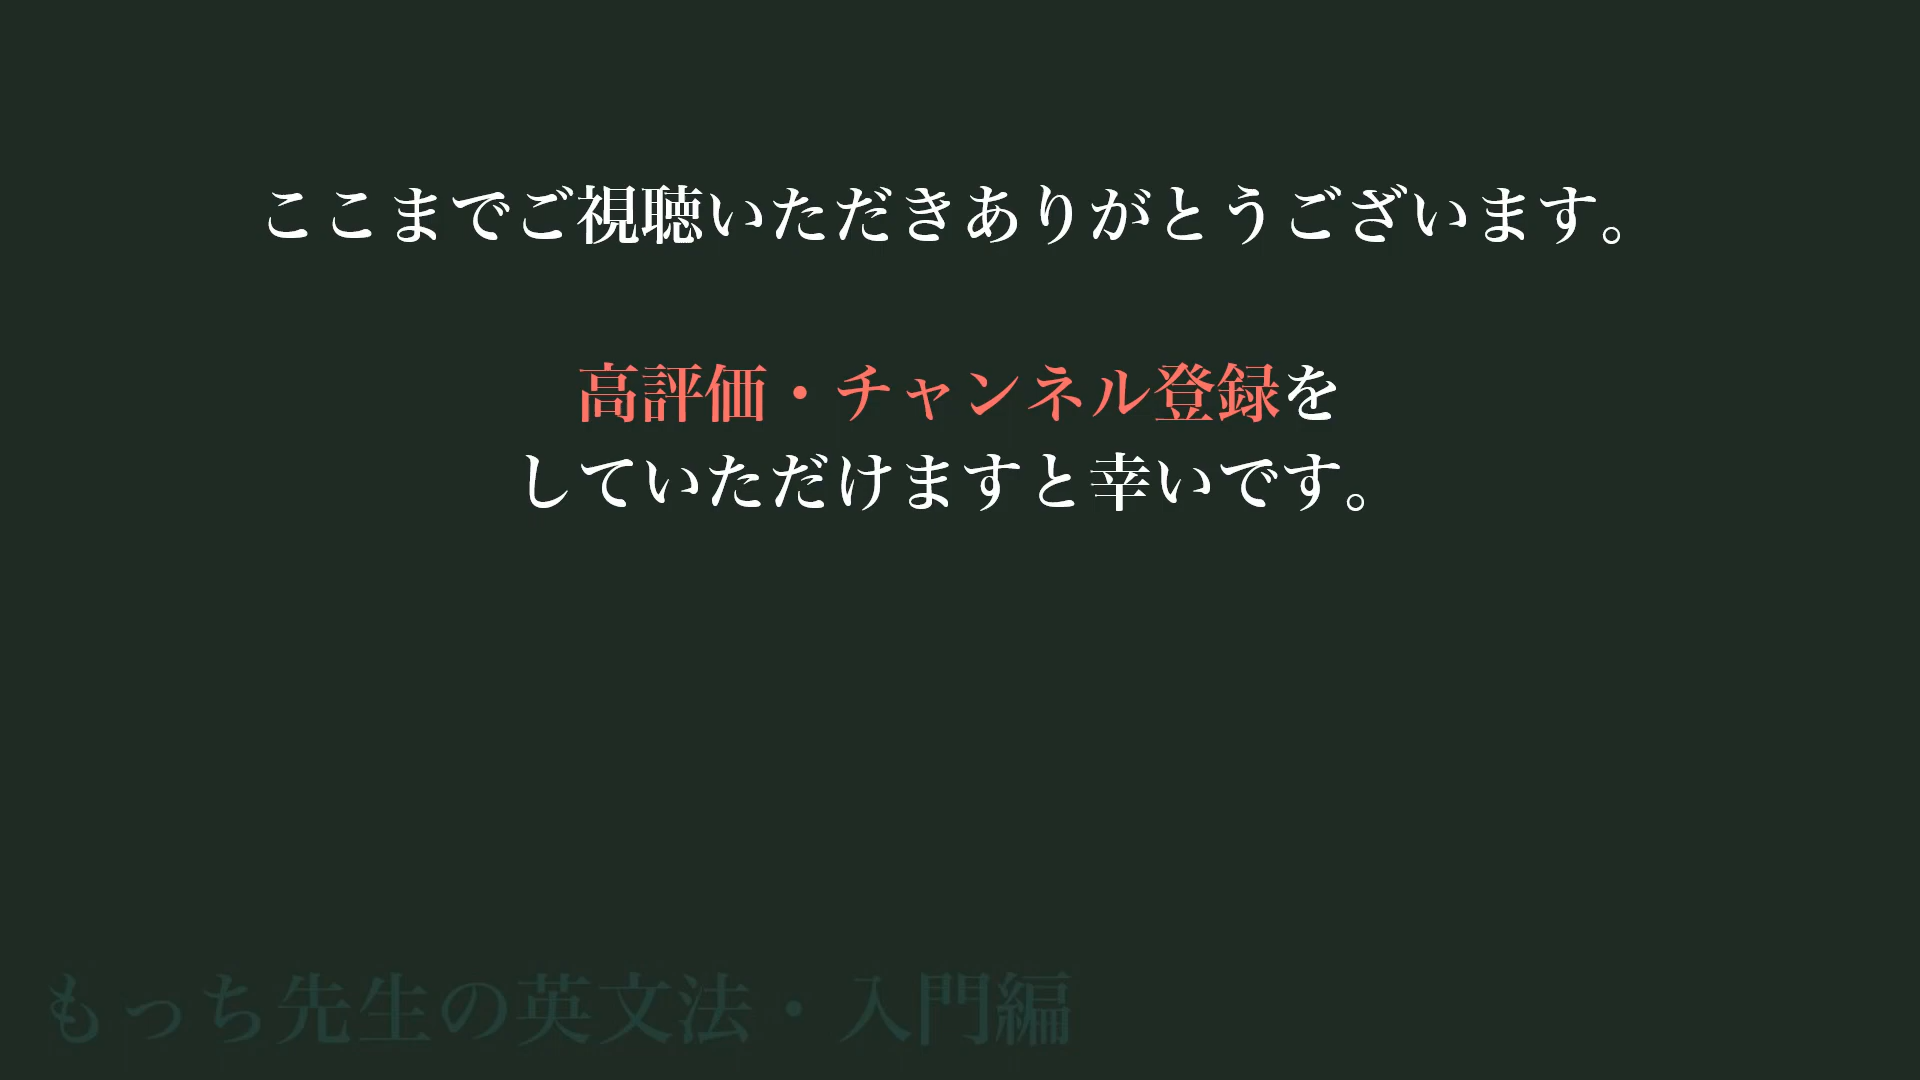 ここまでご視聴いただきありがとうございます。
高評価・チャンネル登録を
していただけますと幸いです。
もっち先生の英文法・入門編